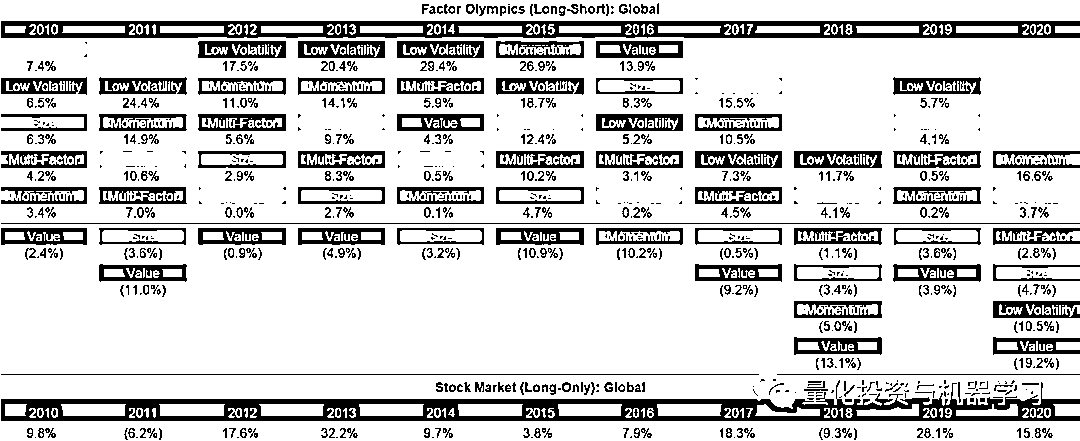 Factor Olympics (Long-Short): Global
2010 2011 2012 2013 2014 2015 2016 2017 2018 2019 2020
Low Volatility Low Volatility Low Volatility Momentum Value
7.4% 17.5% 20.4% 29.4% 26.9% 13.9%
Low Volatility Low Volatility Momentum Momentum Multi-Factor Low Volatility Size Low Volatility
6.5% 24.4% 11.0% 14.1% 5.9% 18.7% 8.3% 15.5% 5.7%
Size Momentum Multi-Factor Value Low Volatility Momentum
6.3% 14.9% 5.6% 9.7% 4.3% 12.4% 5.2% 10.5% 4.1%
Multi-Factor Size Multi-Factor Multi-Factor Multi-Factor Low Volatility Low Volatility Multi-Factor Momentum
4.2% 10.6% 2.9% 8.3% 0.5% 10.2% 3.1% 7.3% 11.7% 0.5% 16.6%
Momentum Multi-Factor Size Momentum Size Multi-Factor Momentum
3.4% 7.0% 0.0% 2.7% 0.1% 4.7% 0.2% 4.5% 4.1% 0.2% 3.7%
Value Size Value Value Size Value Momentum Size Multi-Factor Size Multi-Factor
(2.4%) (3.6%) (0.9%) (4.9%) (3.2%) (10.9%) (10.2%) (0.5%) (1.1%) (3.6%) (2.8%)
Value Value Size Value Size
(11.0%) (9.2%) (3.4%) (3.9%) (4.7%)
Momentum Low Volatility
(5.0%) (10.5%)
Value Value
(13.1%) (19.2%)
Stock Market (Long-Only): Global
量化投资与机器学习
2010 2011 2012 2013 2014 2015 2016 2017 2018 2019 2020
9.8% (6.2%) 17.6% 32.2% 9.7% 3.8% 7.9% 18.3% (9.3%) 28.1% 15.8%